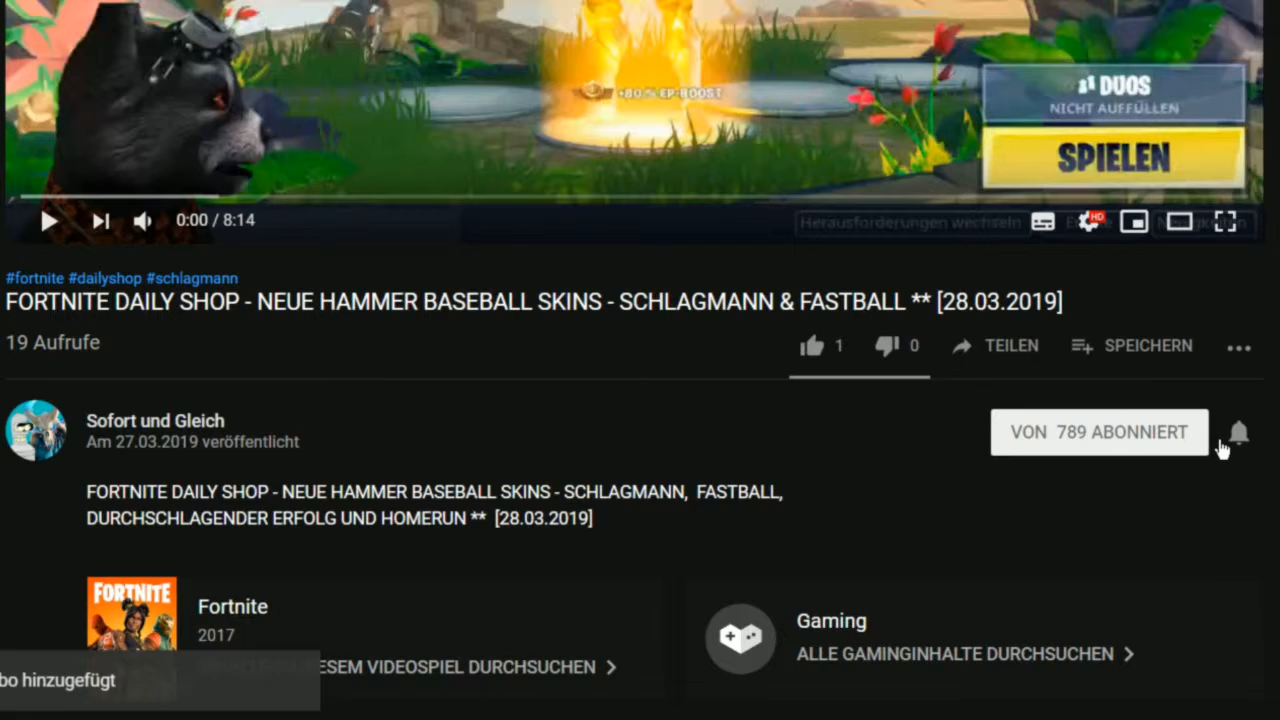 +80 % EP-BOOST
DUOS
NICHT AUFFÜLLEN
SPIELEN
0:00 / 8:14
Herausforderungen wechseln
HD
#fortnite #dailyshop #schlagmann
FORTNITE DAILY SHOP - NEUE HAMMER BASEBALL SKINS - SCHLAGMANN & FASTBALL ** [28.03.2019]
19 Aufrufe
1
0
TEILEN
SPEICHERN
Sofort und Gleich
Am 27.03.2019 veröffentlicht
VON 789 ABONNIERT
FORTNITE DAILY SHOP - NEUE HAMMER BASEBALL SKINS - SCHLAGMANN, FASTBALL,
DURCHSCHLAGENDER ERFOLG UND HOMERUN ** [28.03.2019]
FORTNITE
Fortnite
2017
ESEM VIDEOSPIEL DURCHSUCHEN
Gaming
ALLE GAMINGINHALTE DURCHSUCHEN
bo hinzugefügt